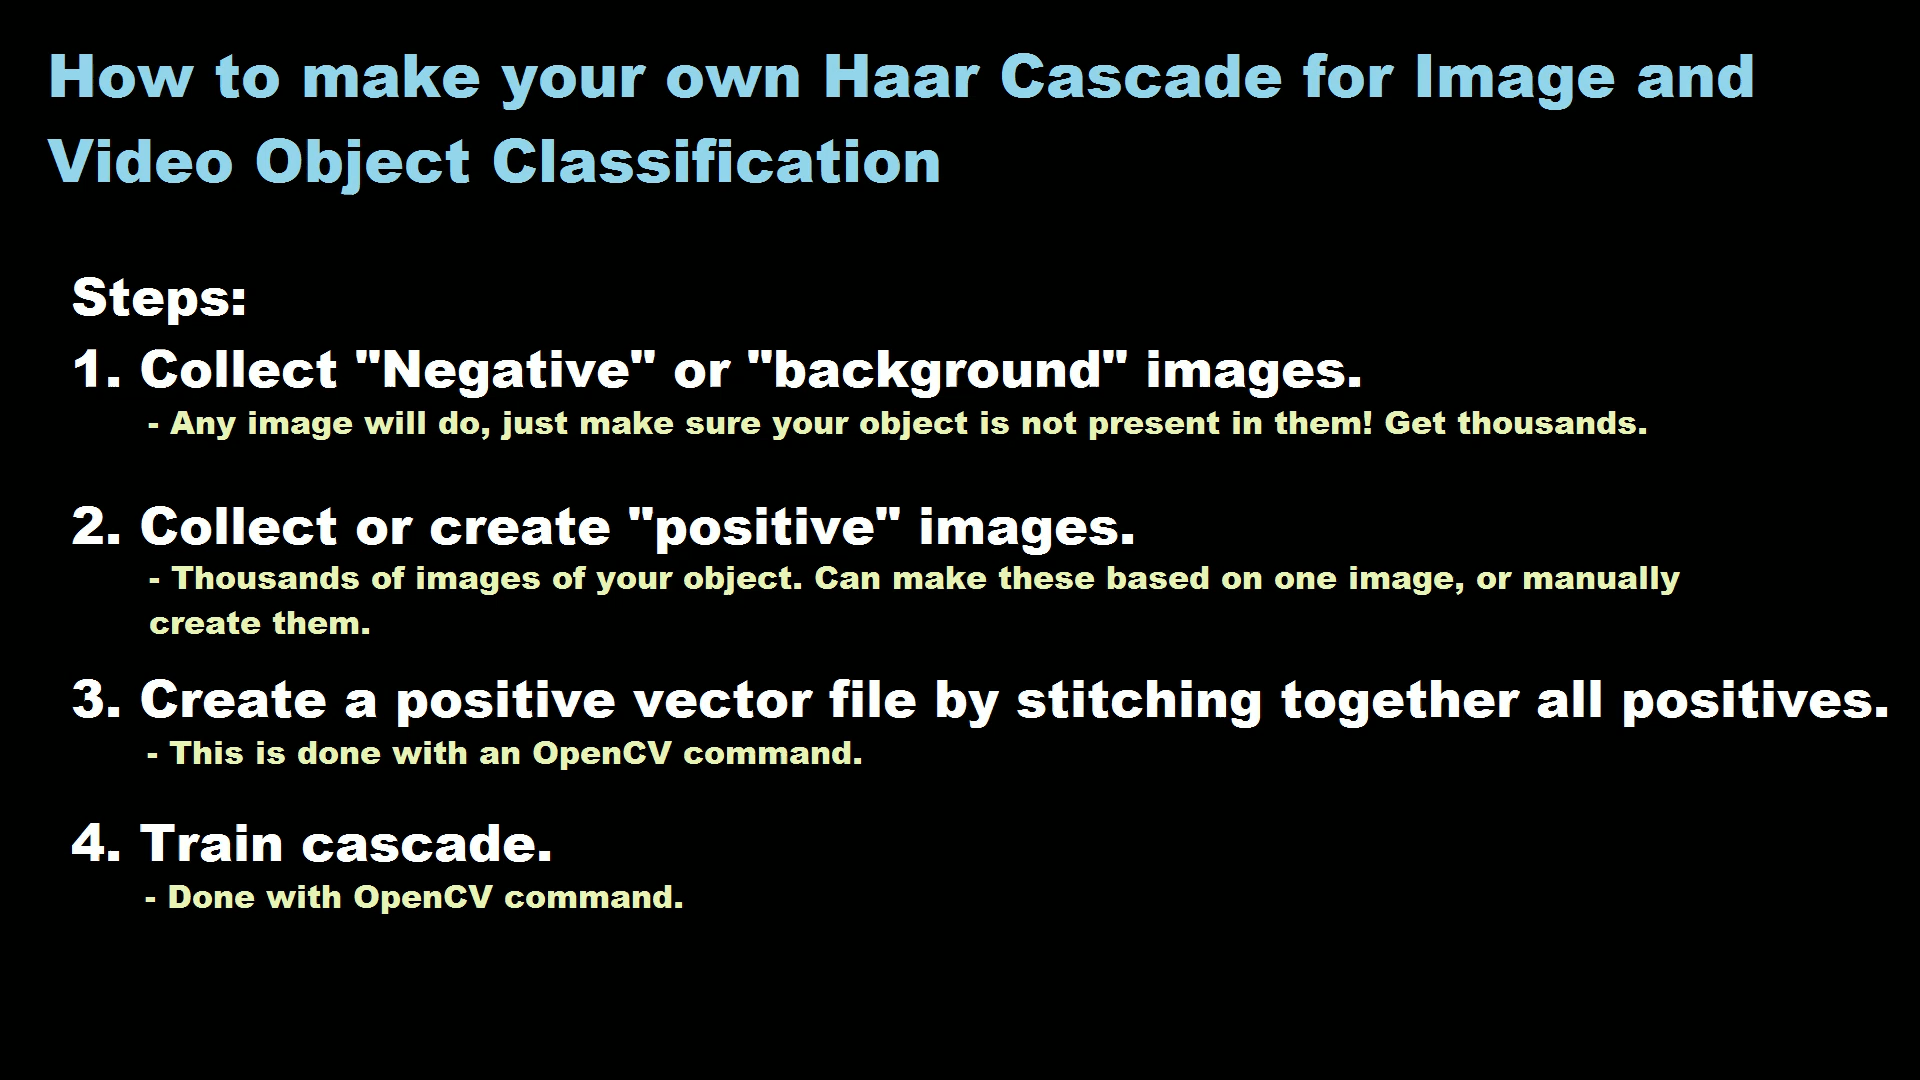 How to make your own Haar Cascade for Image and
Video Object Classification
Steps:
1. Collect "Negative" or "background" images.
- Any image will do, just make sure your object is not present in them! Get thousands.
2. Collect or create "positive" images.
- Thousands of images of your object. Can make these based on one image, or manually
create them.
3. Create a positive vector file by stitching together all positives.
- This is done with an OpenCV command.
4. Train cascade.
- Done with OpenCV command.